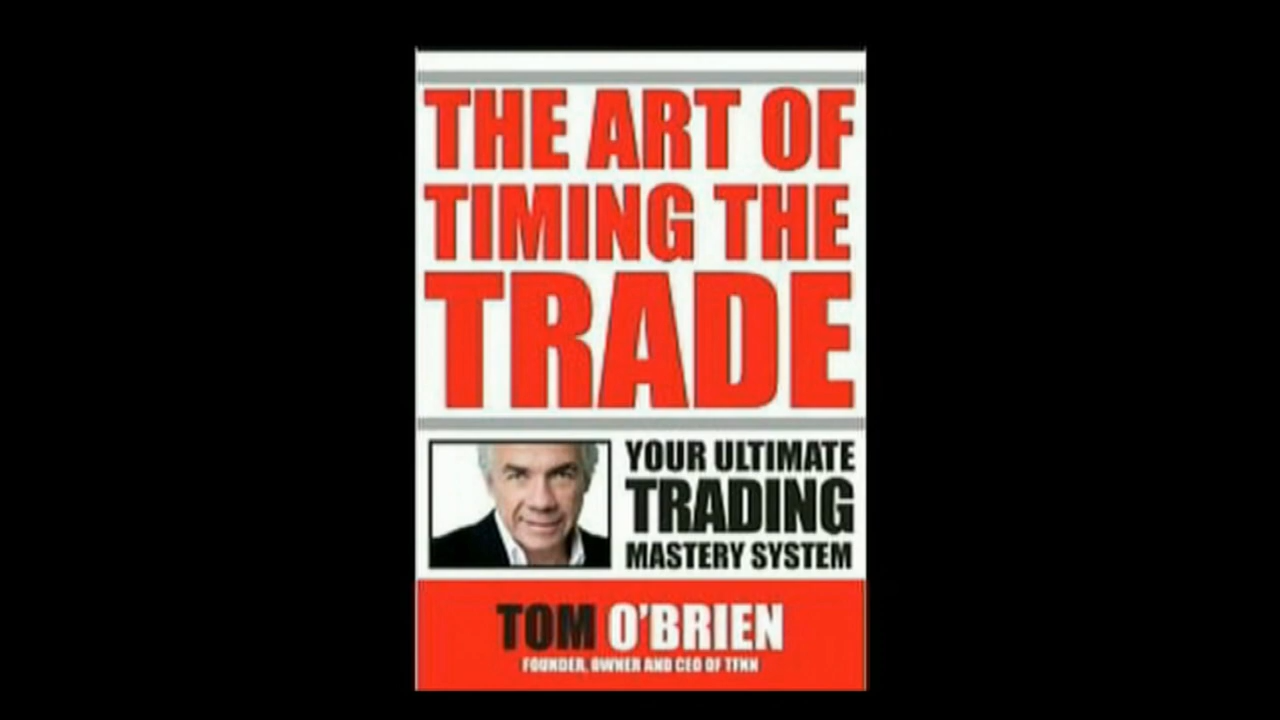 THE ART OF
TIMING THE
TRADE
YOUR ULTIMATE
TRADING
MASTERY SYSTEM
TOM O'BRIEN
FOUNDER, OWNER AND CEO OF TFNN